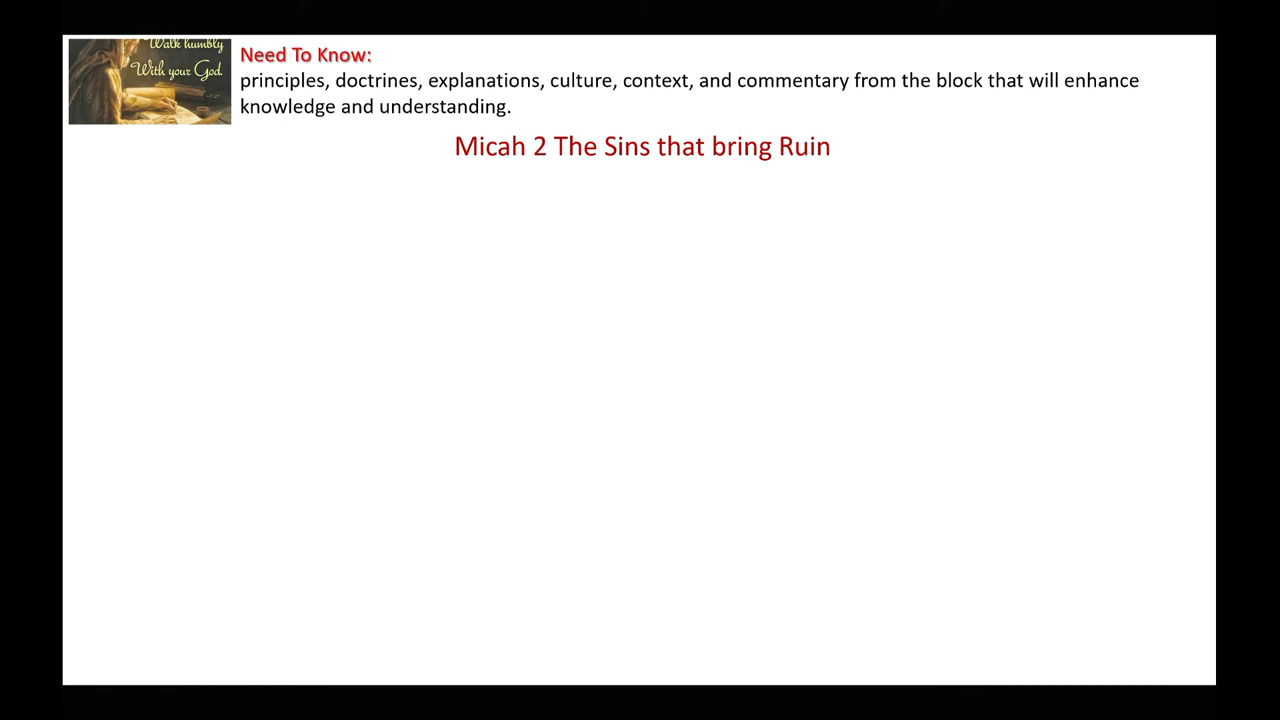 Walk humbly
With your God.
Need To Know:
principles, doctrines, explanations, culture, context, and commentary from the block that will enhance
knowledge and understanding.
Micah 2 The Sins that bring Ruin